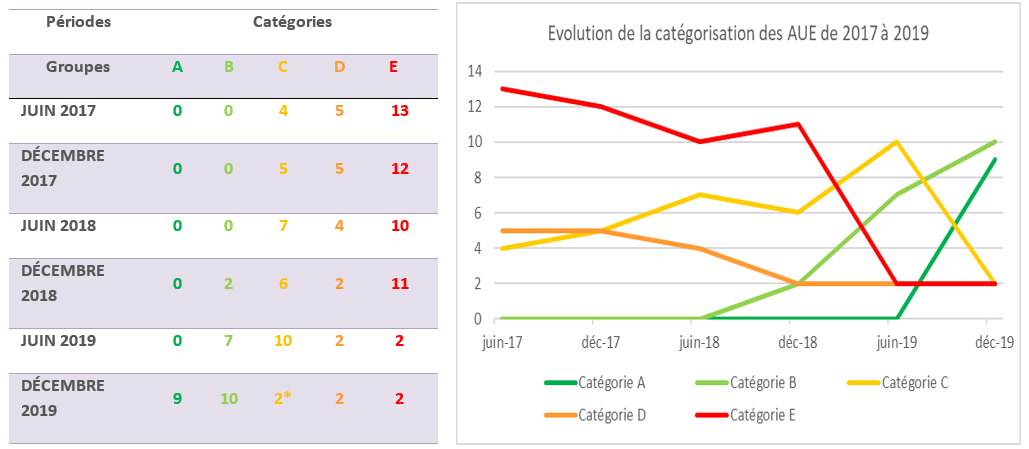 Périodes Catégories
Groupes A B C D E
JUIN 2017 0 0 4 5 13
DÉCEMBRE
2017 0 0 5 5 12
JUIN 2018 0 0 7 4 10
DÉCEMBRE
2018 0 2 6 2 11
JUIN 2019 0 7 10 2 2
DÉCEMBRE
2019 9 10 2* 2 2
Evolution de la catégorisation des AUE de 2017 à 2019
14
12
10
8
6
4
2
0
juin-17 déc-17 juin-18 déc-18 juin-19 déc-19
Catégorie A Catégorie B Catégorie C
Catégorie D Catégorie E